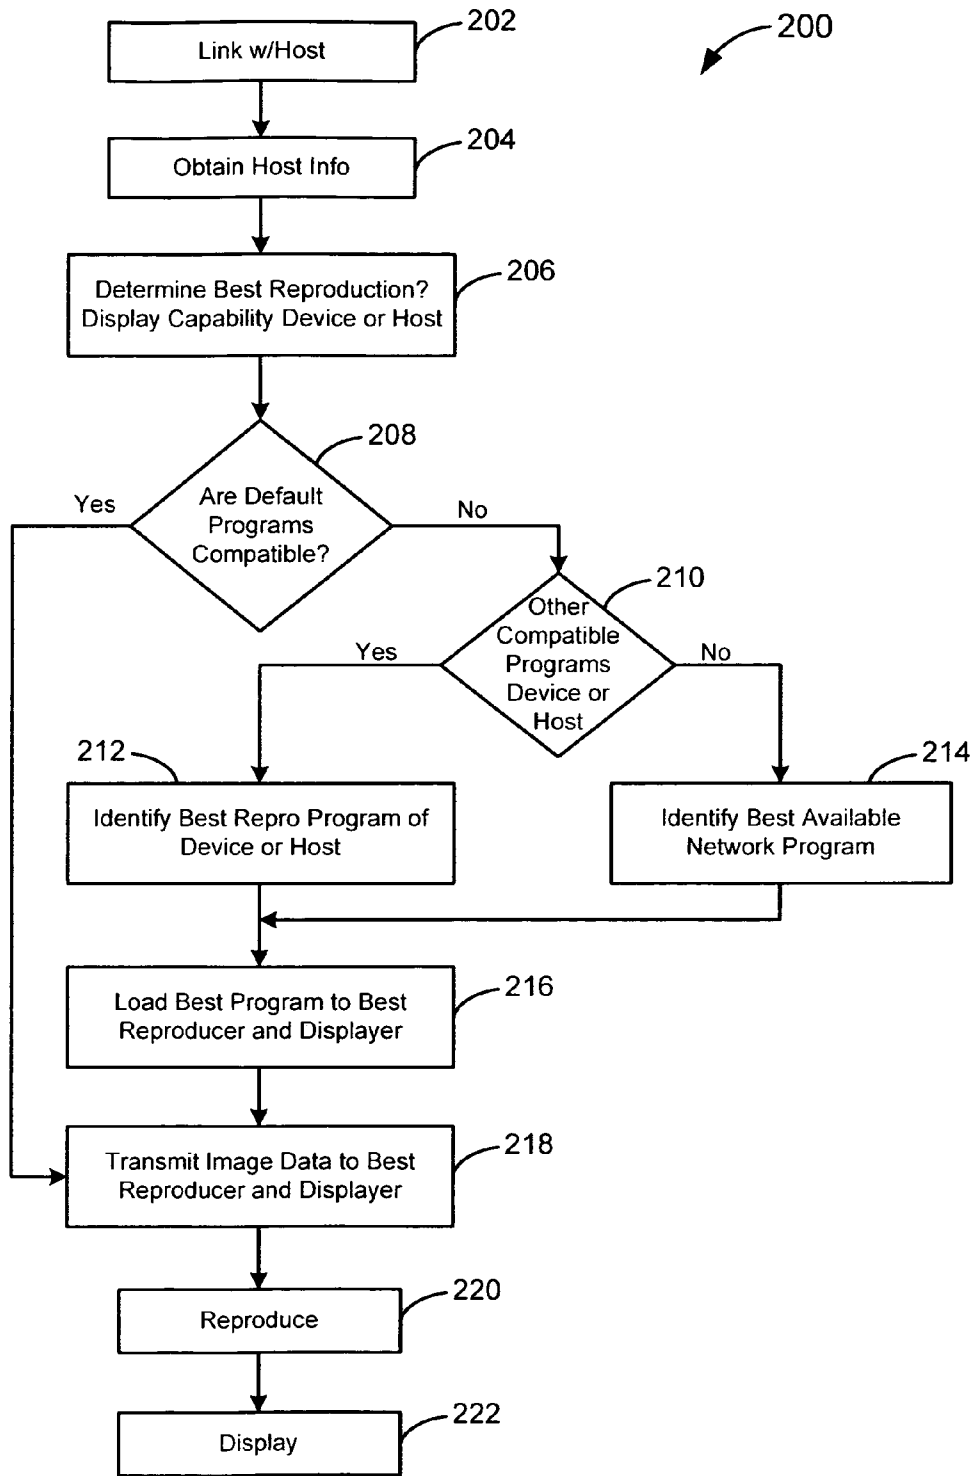 202
200
Link w/Host
204
Obtain Host Info
206
Determine Best Reproduction?
Display Capability Device or Host
208
Yes
Are Default
Programs
Compatible?
No
210
Other
Compatible
Programs
Device or
Host
Yes
No
212
214
Identify Best Repro Program of
Device or Host
Identify Best Available
Network Program
216
Load Best Program to Best
Reproducer and Displayer
218
Transmit Image Data to Best
Reproducer and Displayer
220
Reproduce
222
Display